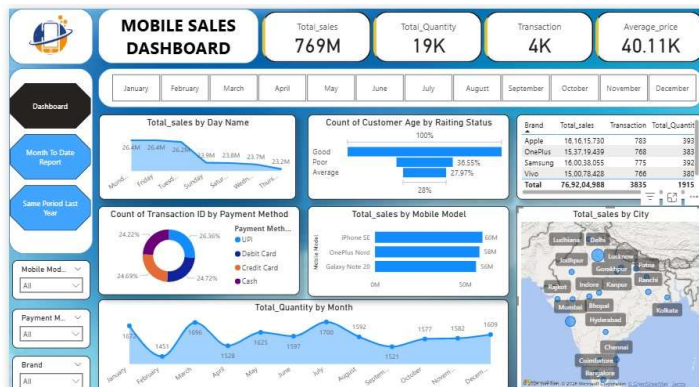 MOBILE SALES
DASHBOARD
Total_sales
769M
Total_Quantity
19K
Transaction
4K
Average_price
40.11K
January February March April May June July August September October November December
Dashboard
Month To Date
Report
Same Period Last
Year
Mobile Mod...
All
Payment M...
All
Brand
All
Total_sales by Day Name
26.4M 26.4M 26.2M 23.9M 23.8M 23.7M 23.2M
Mond... Friday Tuesd... Sunday Satur... Wedn... Thurs...
Count of Customer Age by Raiting Status
100%
Good
Poor
36.55%
Average
27.97%
28%
Brand Total_sales Transaction Total_Quantit
Apple 16,16,15,730 783 393
OnePlus 15,37,19,439 768 383
Samsung 16,00,38,055 775 392
Vivo 15,00,78,428 766 380
Total 76,92,04,988 3835 1915
Count of Transaction ID by Payment Method
24.22%
26.36%
24.69%
24.72%
Payment Meth...
UPI
Debit Card
Credit Card
Cash
Total_sales by Mobile Model
Mobile Model
iPhone SE 60M
OnePlus Nord 58M
Galaxy Note 20 56M
0M 50M
Total_sales by City
Ludhiana Delhi
Jodhpur Lucknow
Gorakhpur Patna
Rajkot Indore Kanpur Ranchi
Mumbai Bhopal
Kolkata
Hyderabad
Chennai
Coimbatore
Bangalore
Total_Quantity by Month
1451 1696 1528 1625 1597 1700 1592 1521 1577 1582 1609
January February March April May June July August Septem... October Novem... Decem...